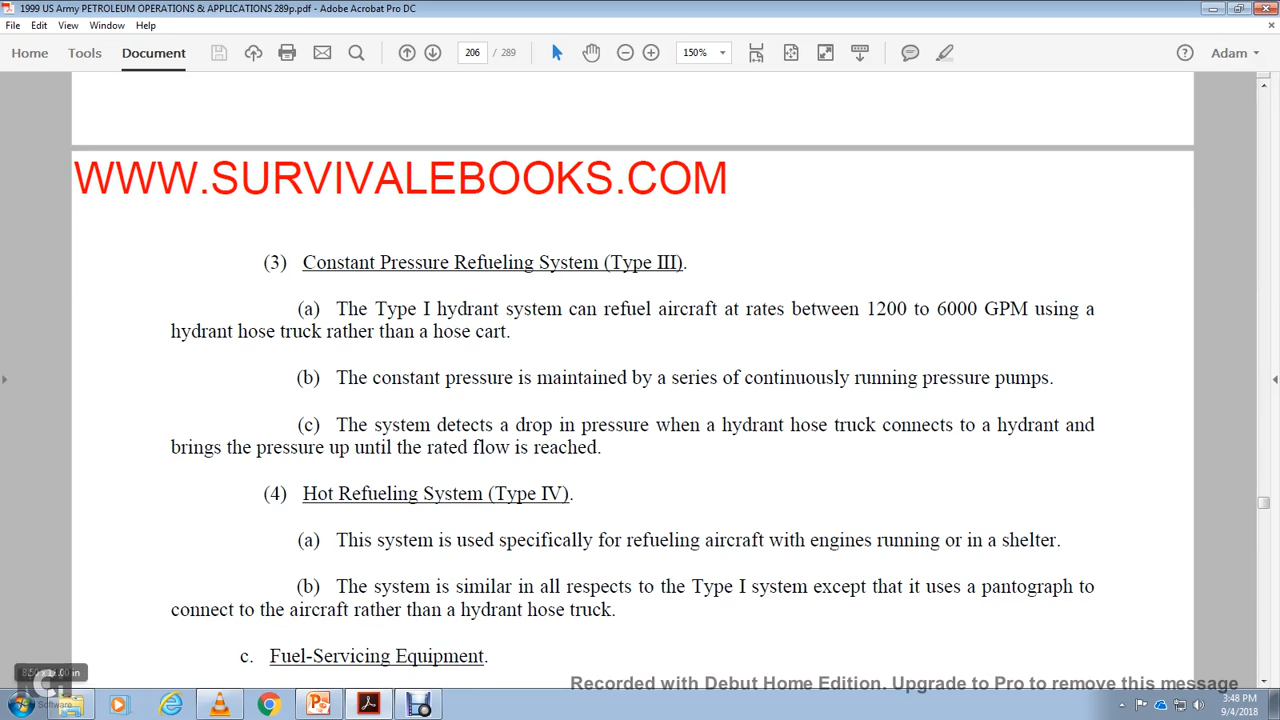 1999 US Army PETROLEUM OPERATIONS & APPLICATIONS 289p.pdf - Adobe Acrobat Pro DC
File Edit View Window Help
Home Tools Document 206 / 289 150% Adam
WWW.SURVIVALEBOOKS.COM
(3) Constant Pressure Refueling System (Type III).
(a) The Type I hydrant system can refuel aircraft at rates between 1200 to 6000 GPM using a
hydrant hose truck rather than a hose cart.
(b) The constant pressure is maintained by a series of continuously running pressure pumps.
(c) The system detects a drop in pressure when a hydrant hose truck connects to a hydrant and
brings the pressure up until the rated flow is reached.
(4) Hot Refueling System (Type IV).
(a) This system is used specifically for refueling aircraft with engines running or in a shelter.
(b) The system is similar in all respects to the Type I system except that it uses a pantograph to
connect to the aircraft rather than a hydrant hose truck.
c. Fuel-Servicing Equipment.
8.50 x 11.00 in
Recorded with Debut Home Edition. Upgrade to Pro to remove this message
Software
3:48 PM
9/4/2018